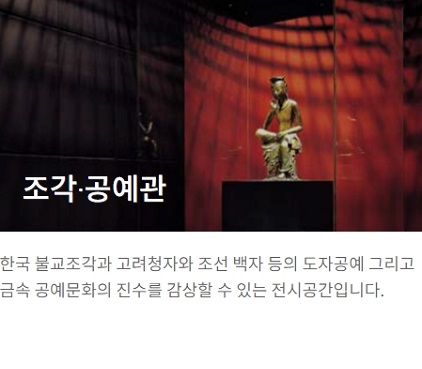 조각·공예관
한국 불교조각과 고려청자와 조선 백자 등의 도자공예 그리고
금속 공예문화의 진수를 감상할 수 있는 전시공간입니다.